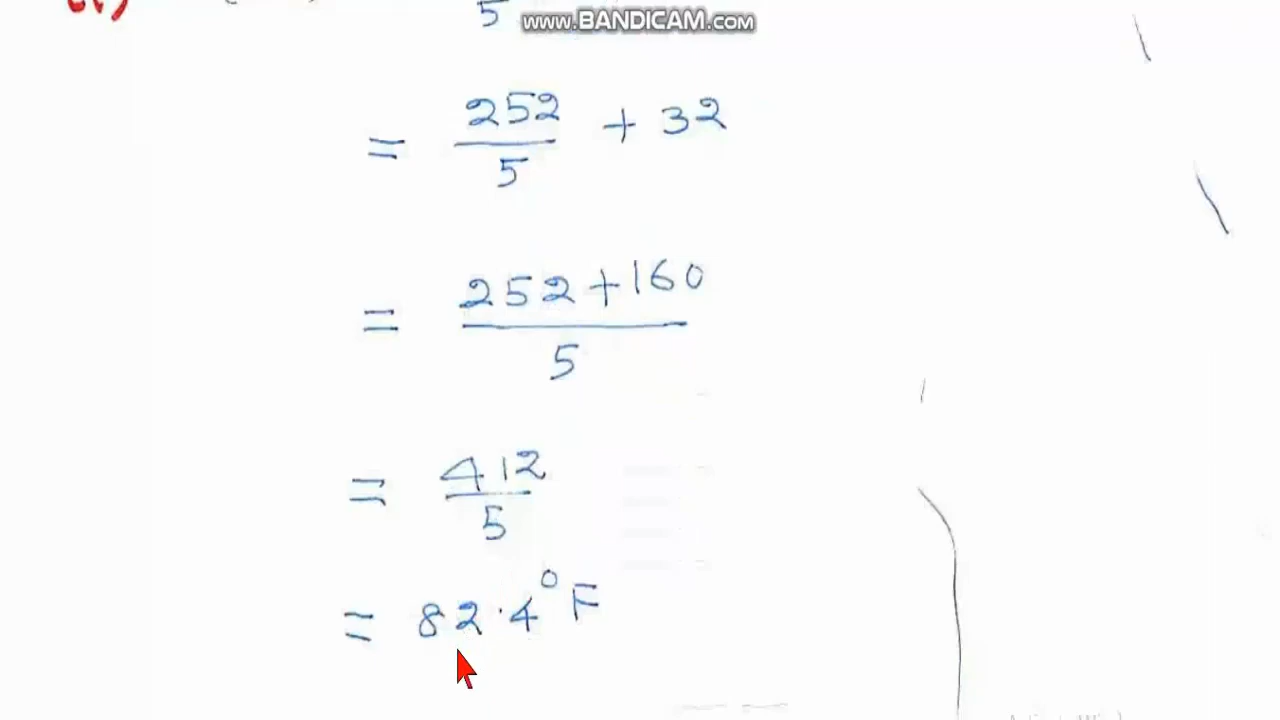 5
www.BANDICAM.com
= 252/5 + 32
= 252+160/5
= 412/5
= 82.4°F